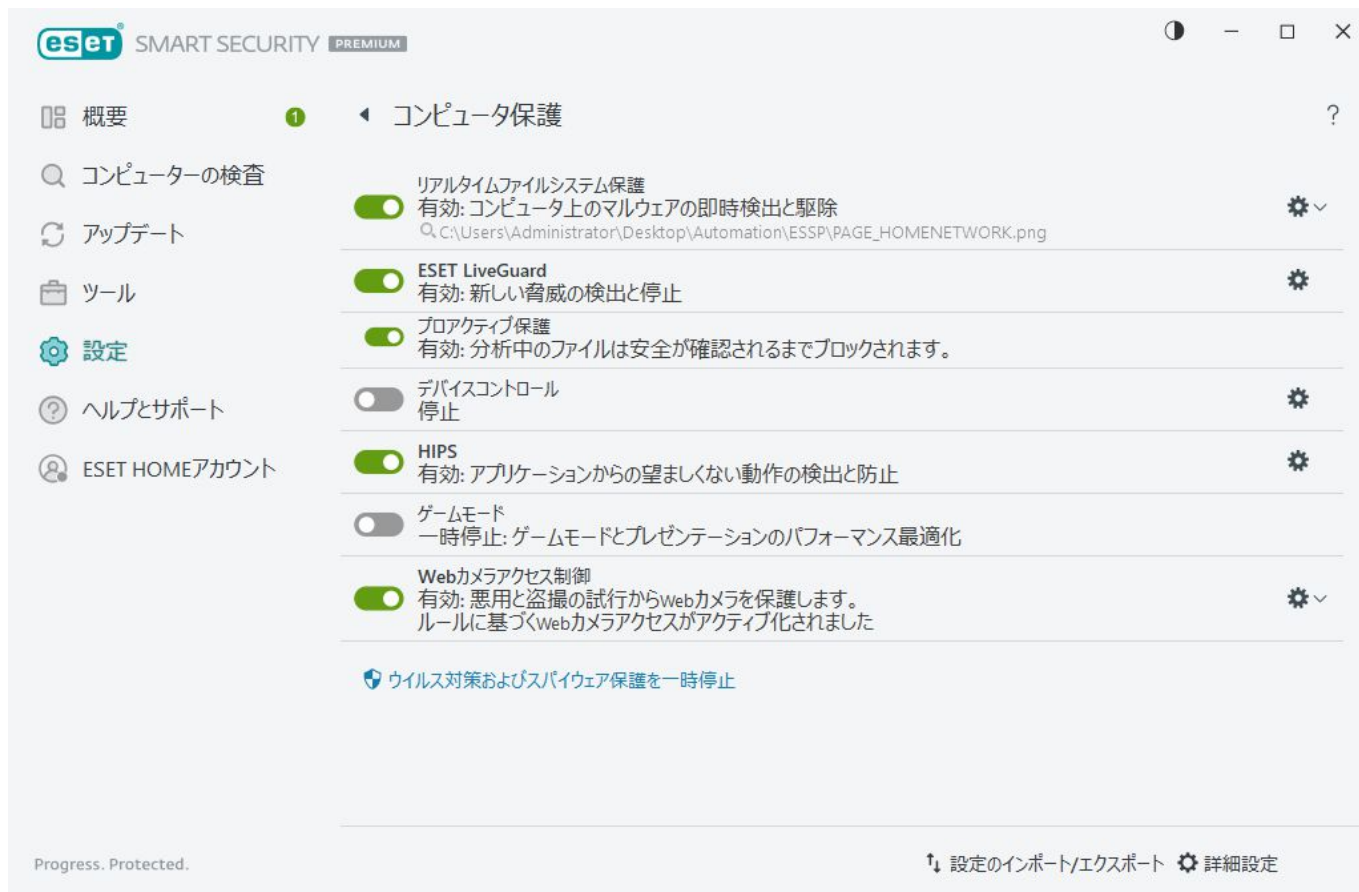 eset® SMART SECURITY PREMIUM
概要 1
コンピューターの検査
アップデート
ツール
設定
ヘルプとサポート
ESET HOMEアカウント
コンピュータ保護 ?
リアルタイムファイルシステム保護
有効: コンピュータ上のマルウェアの即時検出と駆除
C:\Users\Administrator\Desktop\Automation\ESSP\PAGE_HOMENETWORK.png
ESET LiveGuard
有効: 新しい脅威の検出と停止
プロアクティブ保護
有効: 分析中のファイルは安全が確認されるまでブロックされます。
デバイスコントロール
停止
HIPS
有効: アプリケーションからの望ましくない動作の検出と防止
ゲームモード
一時停止: ゲームモードとプレゼンテーションのパフォーマンス最適化
Webカメラアクセス制御
有効: 悪用と盗撮の試行からWebカメラを保護します。
ルールに基づくWebカメラアクセスがアクティブ化されました
ウイルス対策およびスパイウェア保護を一時停止
Progress. Protected.
設定のインポート/エクスポート 詳細設定